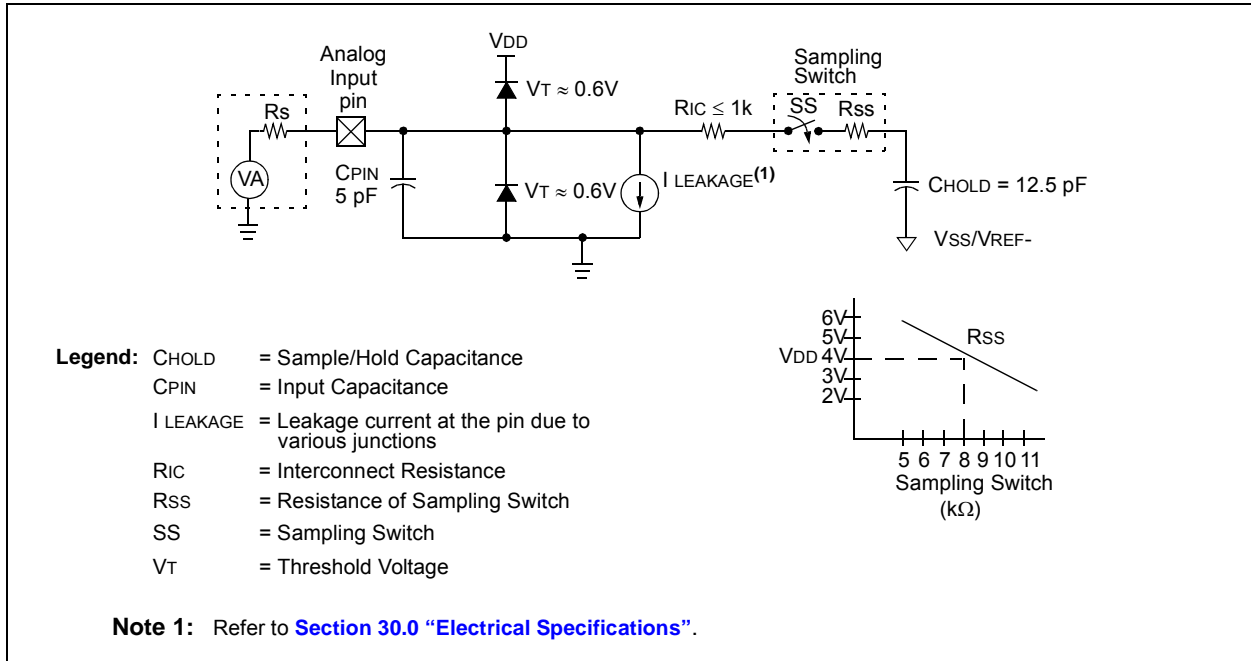 VDD
Analog
Input
pin
Sampling
Switch
VT ≈ 0.6V
Rs
RIC ≤ 1k
SS
Rss
VA
CPIN
5 pF
VT ≈ 0.6V
I LEAKAGE(1)
CHOLD = 12.5 pF
VSS/VREF-
6V
5V
VDD 4V
3V
2V
RSS
5 6 7 8 9 10 11
Sampling Switch
(kΩ)
Legend: CHOLD = Sample/Hold Capacitance
CPIN = Input Capacitance
I LEAKAGE = Leakage current at the pin due to
various junctions
RIC = Interconnect Resistance
RSS = Resistance of Sampling Switch
SS = Sampling Switch
VT = Threshold Voltage
Note 1: Refer to Section 30.0 “Electrical Specifications”.